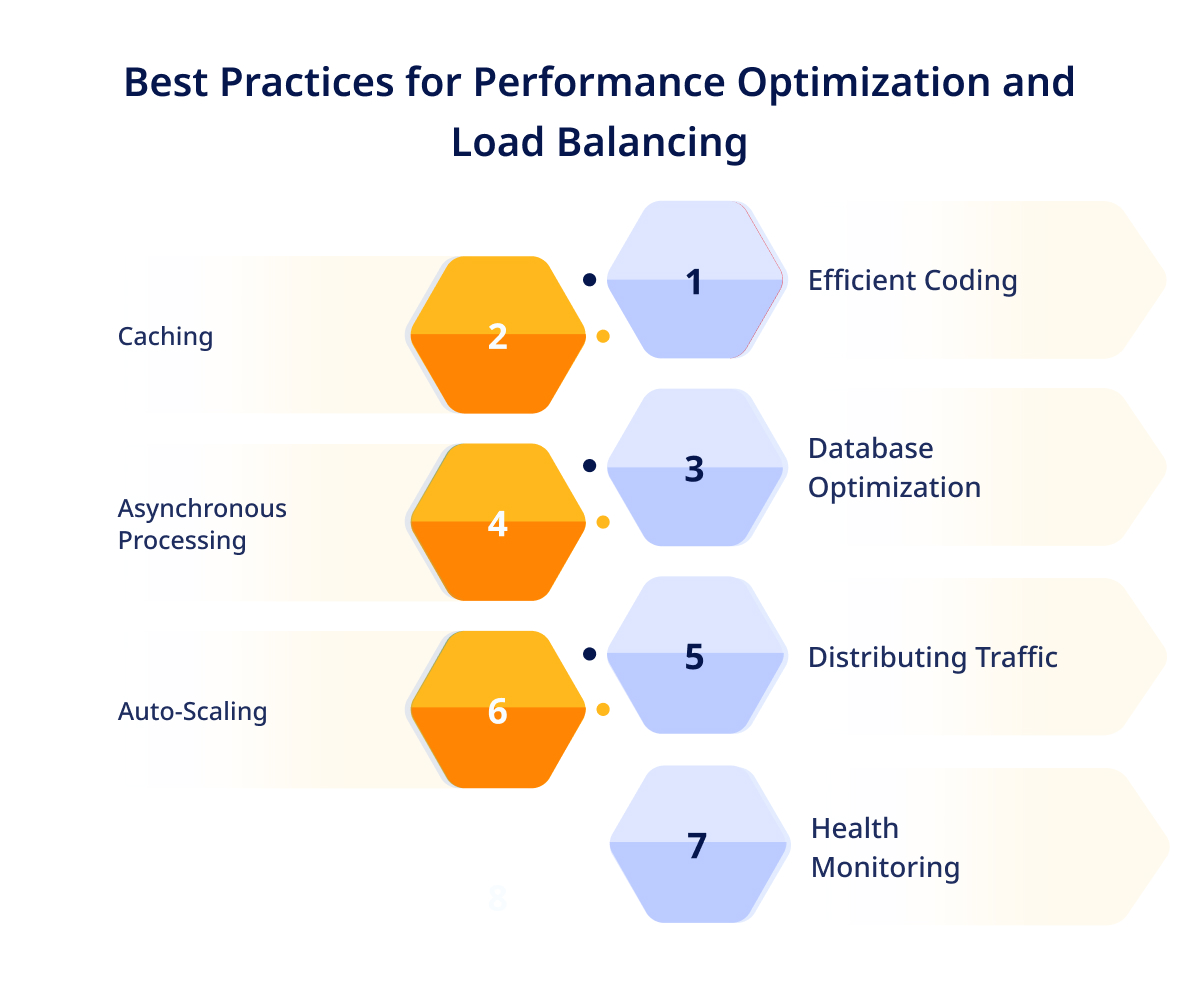 Best Practices for Performance Optimization and
Load Balancing
1
Efficient Coding
2
Caching
3
Database
Optimization
4
Asynchronous
Processing
5
Distributing Traffic
6
Auto-Scaling
7
Health
Monitoring
8